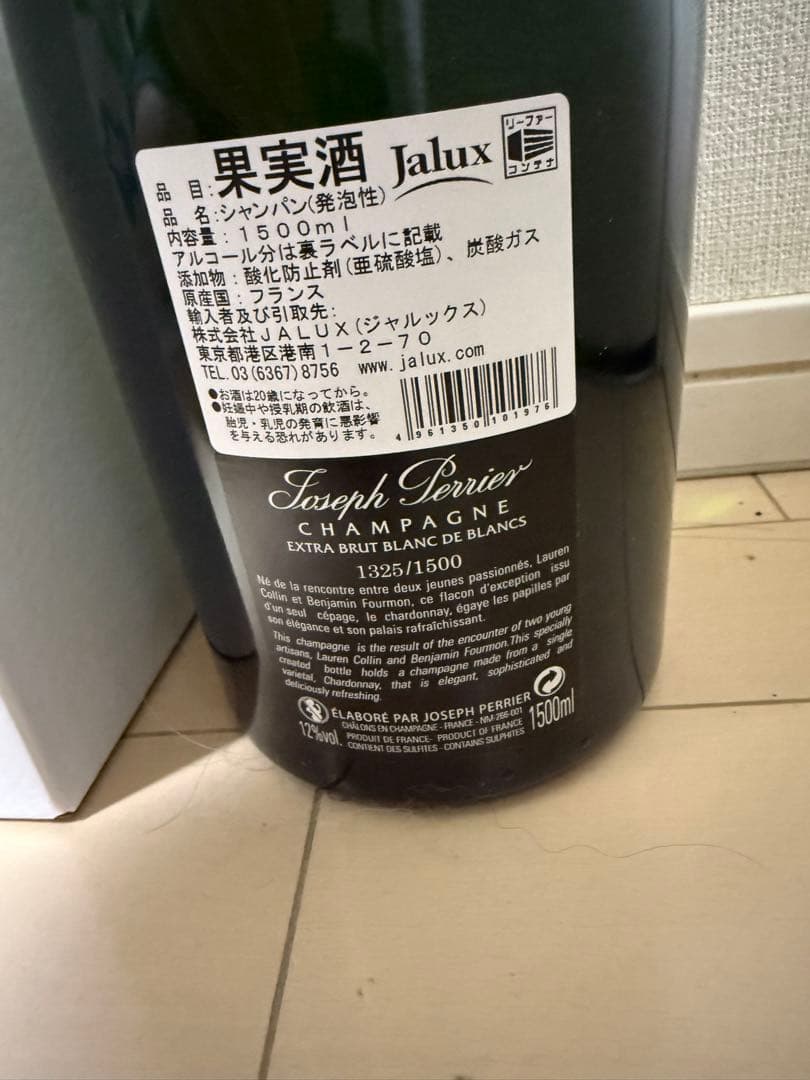 品 目:果実酒
Jalux
リーファー
コンテナ
品 名:シャンパン(発泡性)
内容量:1500ml
アルコール分は裏ラベルに記載
添加物:酸化防止剤(亜硫酸塩)、炭酸ガス
原産国:フランス
輸入者及び引取先:
株式会社JALUX(ジャルックス)
東京都港区港南1-2-70
TEL.03(6367)8756 www.jalux.com
●お酒は20歳になってから。
●妊娠中や授乳期の飲酒は、
胎児・乳児の発育に悪影響
を与える恐れがあります。
4 961350 101976
Joseph Perrier
CHAMPAGNE
EXTRA BRUT BLANC DE BLANCS
1325/1500
Né de la rencontre entre deux jeunes passionnés, Lauren
Collin et Benjamin Fourmon, ce flacon d'exception issu
d'un seul cépage, le chardonnay, égaye les papilles par
son élégance et son palais rafraîchissant.
This champagne is the result of the encounter of two young
artisans, Lauren Collin and Benjamin Fourmon.This specially
created bottle holds a champagne made from a single
varietal, Chardonnay, that is elegant, sophisticated and
deliciously refreshing.
ÉLABORÉ PAR JOSEPH PERRIER
CHÂLONS EN CHAMPAGNE - FRANCE - NM-266-001
12%vol. PRODUIT DE FRANCE- PRODUCT OF FRANCE 1500ml
CONTIENT DES SULFITES - CONTAINS SULPHITES